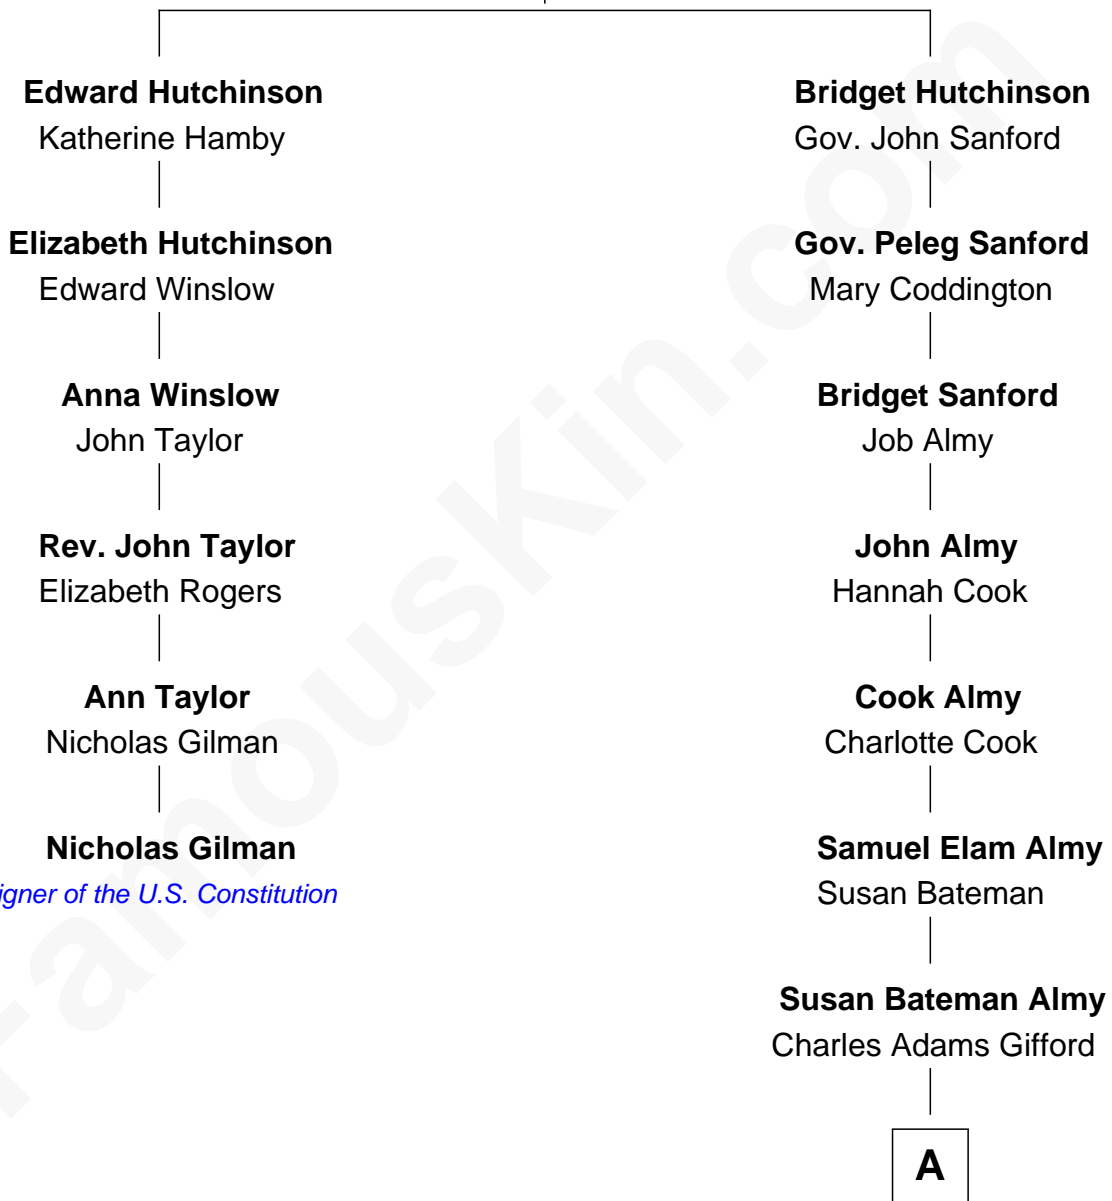 Edward Hutchinson
Katherine Hamby
Elizabeth Hutchinson
Edward Winslow
Anna Winslow
John Taylor
Rev. John Taylor
Elizabeth Rogers
Ann Taylor
Nicholas Gilman
Nicholas Gilman
igner of the U.S. Constitution
Bridget Hutchinson
Gov. John Sanford
Gov. Peleg Sanford
Mary Coddington
Bridget Sanford
Job Almy
John Almy
Hannah Cook
Cook Almy
Charlotte Cook
Samuel Elam Almy
Susan Bateman
Susan Bateman Almy
Charles Adams Gifford
A
FamousKin.com